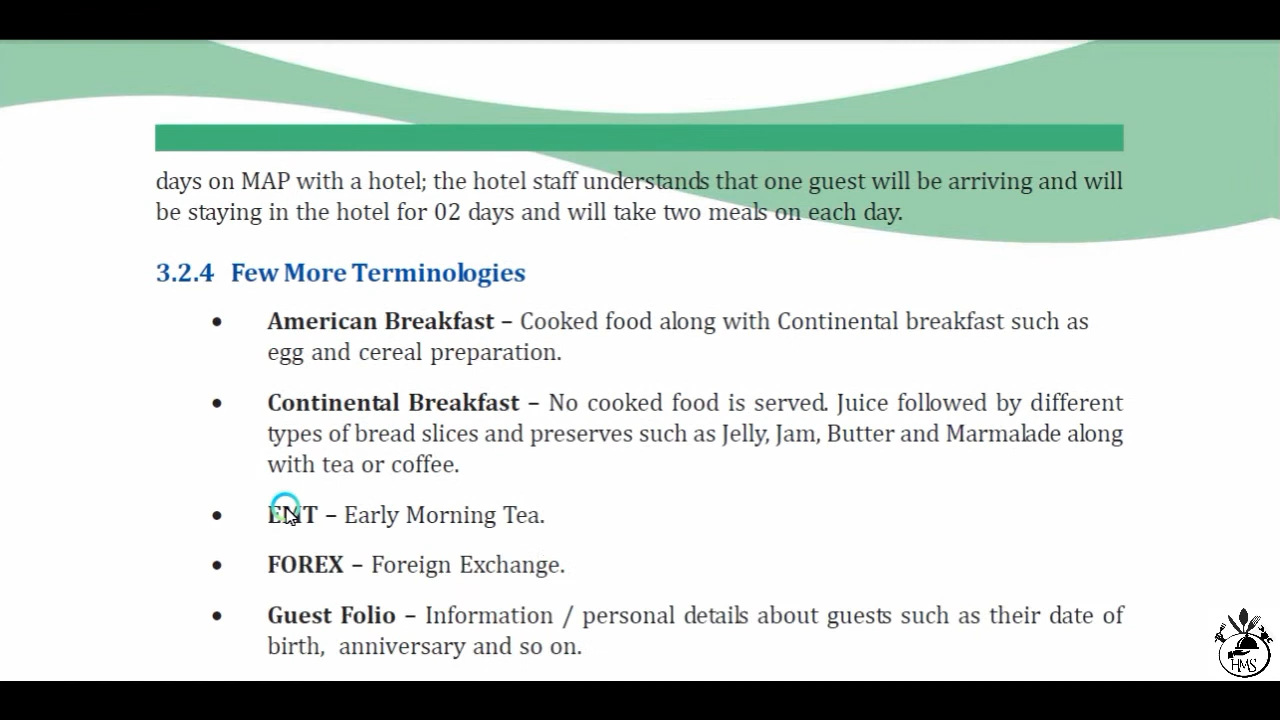 days on MAP with a hotel; the hotel staff understands that one guest will be arriving and will
be staying in the hotel for 02 days and will take two meals on each day.
3.2.4 Few More Terminologies
• American Breakfast – Cooked food along with Continental breakfast such as
egg and cereal preparation.
• Continental Breakfast – No cooked food is served. Juice followed by different
types of bread slices and preserves such as Jelly, Jam, Butter and Marmalade along
with tea or coffee.
• EMT – Early Morning Tea.
• FOREX – Foreign Exchange.
• Guest Folio – Information / personal details about guests such as their date of
birth, anniversary and so on.
HMS